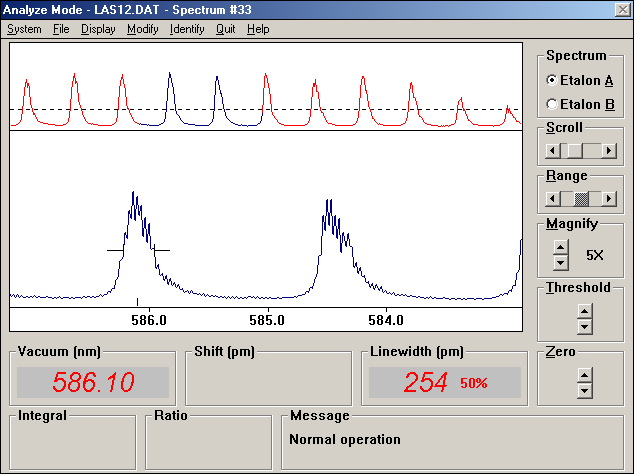 Analyze Mode - LAS12.DAT - Spectrum #33
System File Display Modify Identify Quit Help
Spectrum
Etalon A
Etalon B
Scroll
Range
Magnify
5X
Threshold
Zero
586.0 585.0 584.0
Vacuum (nm) Shift (pm) Linewidth (pm)
586.10 254 50%
Integral Ratio Message
Normal operation